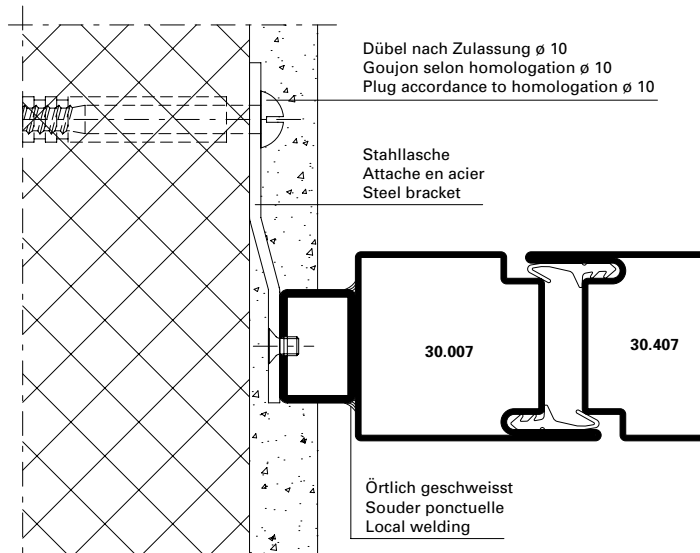 Dübel nach Zulassung ø 10
Goujon selon homologation ø 10
Plug accordance to homologation ø 10
Stahllasche
Attache en acier
Steel bracket
30.007
30.407
Örtlich geschweisst
Souder ponctuelle
Local welding